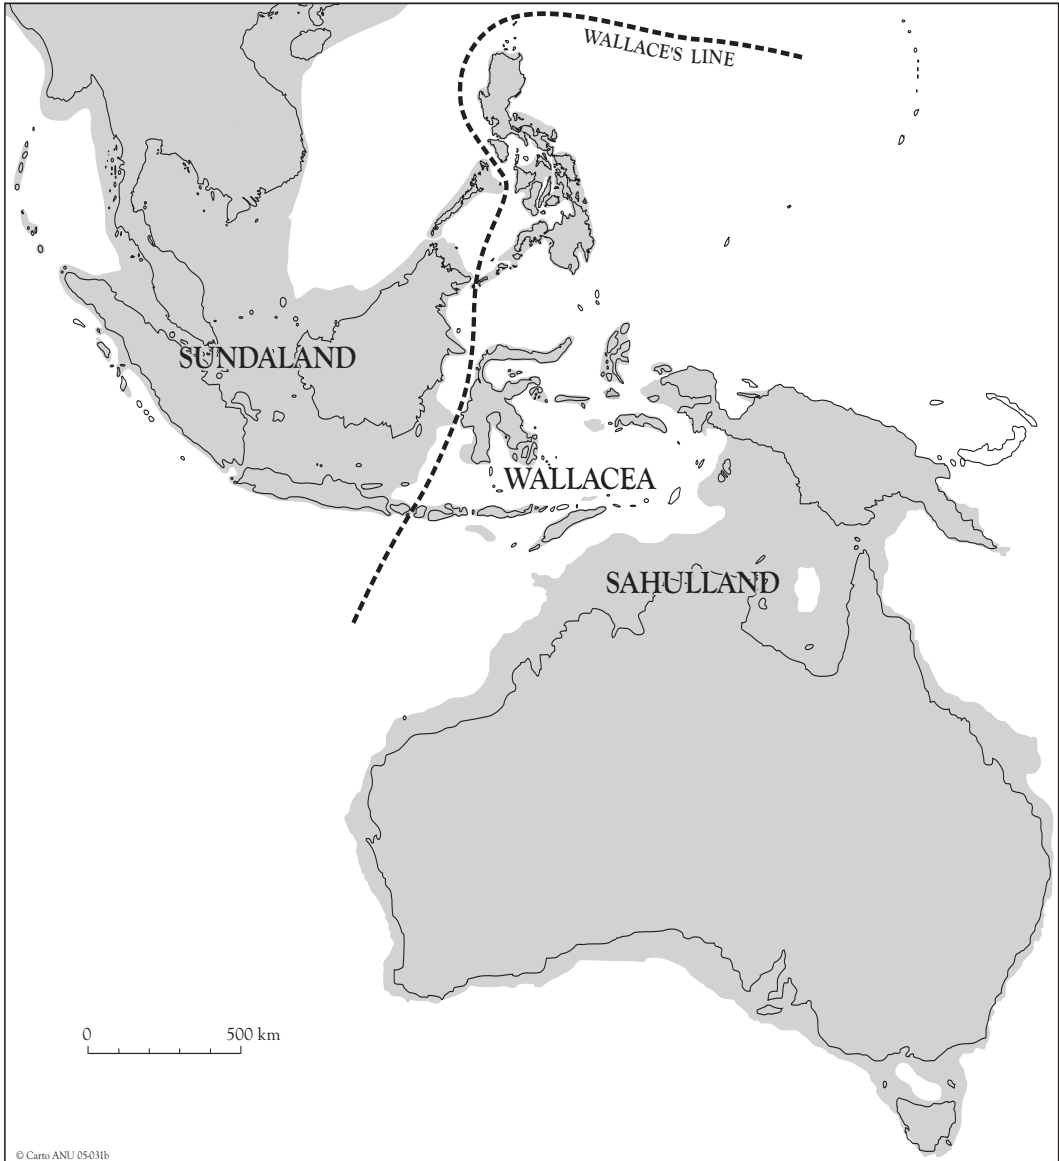 WALLACE'S LINE
SUNDALAND
WALLACEA
SAHULLAND
0 500 km
© Carto ANU 05-031b